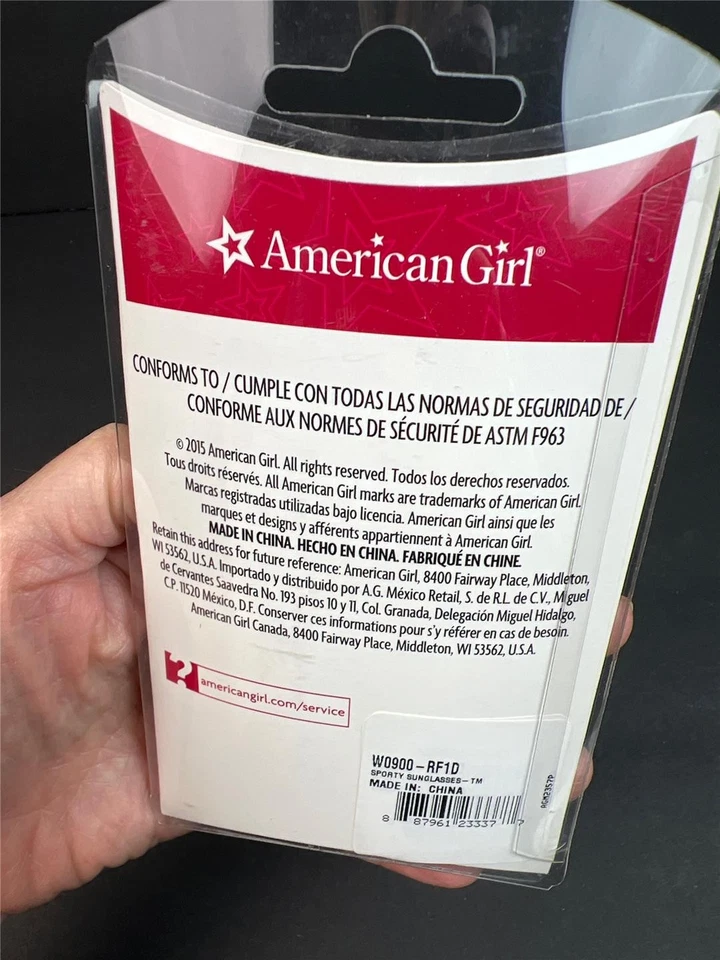 American Girl®
CONFORMS TO / CUMPLE CON TODAS LAS NORMAS DE SEGURIDAD DE /
CONFORME AUX NORMES DE SÉCURITÉ DE ASTM F963
© 2015 American Girl. All rights reserved. Todos los derechos reservados.
Tous droits réservés. All American Girl marks are trademarks of American Girl.
Marcas registradas utilizadas bajo licencia. American Girl ainsi que les
marques et designs y afférents appartiennent à American Girl.
MADE IN CHINA. HECHO EN CHINA. FABRIQUÉ EN CHINE.
Retain this address for future reference: American Girl, 8400 Fairway Place, Middleton,
WI 53562, U.S.A. Importado y distribuido por A.G. México Retail, S. de R.L. de C.V., Miguel
de Cervantes Saavedra No. 193 pisos 10 y 11, Col. Granada, Delegación Miguel Hidalgo,
C.P. 11520 México, D.F. Conserver ces informations pour s'y référer en cas de besoin.
American Girl Canada, 8400 Fairway Place, Middleton, WI 53562, U.S.A.
?
americangirl.com/service
W0900-RF1D
SPORTY SUNGLASSES-TM
MADE IN: CHINA
8 87961 23337 7
AGM2357P